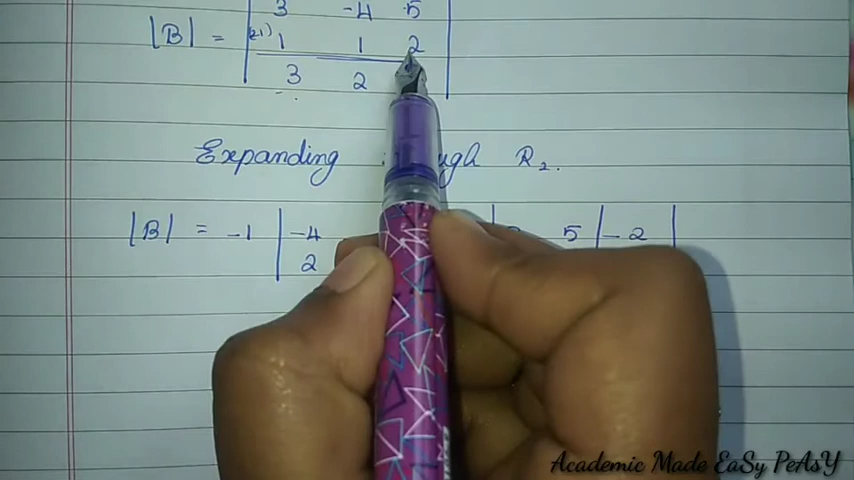 3 -4 5
|B| = (21) 1 1 2
3 2
Expanding R₂.
|B| = -1 | -4 5 | - 2 |
2
Academic Made EaSy PeAsY